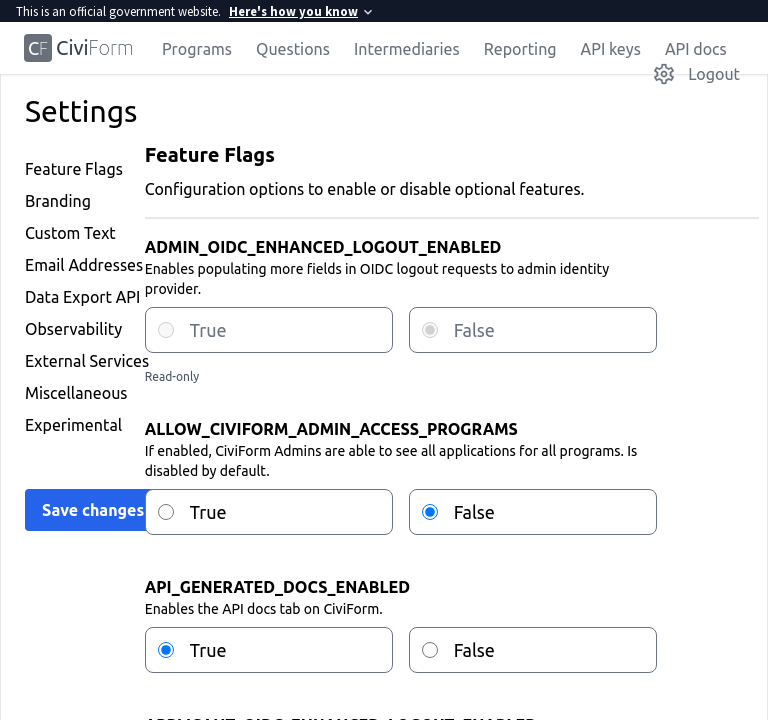 This is an official government website. Here's how you know
CF CiviForm Programs Questions Intermediaries Reporting API keys API docs
Logout
Settings
Feature Flags
Branding
Custom Text
Email Addresses
Data Export API
Observability
External Services
Miscellaneous
Experimental
Save changes
Feature Flags
Configuration options to enable or disable optional features.
ADMIN_OIDC_ENHANCED_LOGOUT_ENABLED
Enables populating more fields in OIDC logout requests to admin identity
provider.
True False
Read-only
ALLOW_CIVIFORM_ADMIN_ACCESS_PROGRAMS
If enabled, CiviForm Admins are able to see all applications for all programs. Is
disabled by default.
True False
API_GENERATED_DOCS_ENABLED
Enables the API docs tab on CiviForm.
True False